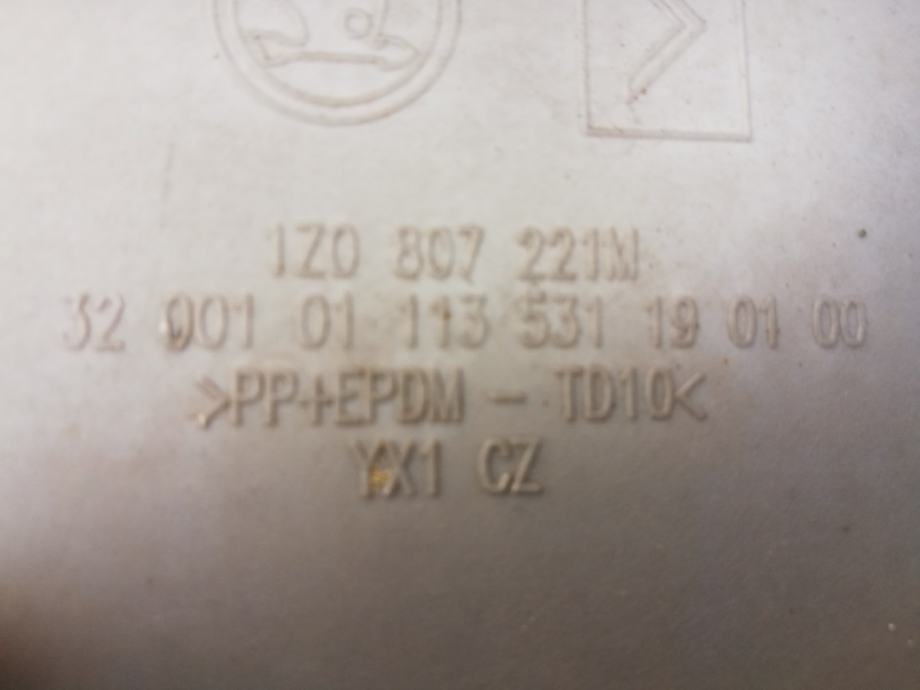 1Z0 807 221M
32 001 01 113 531 19 01 00
>PP+EPDM - TD10<
YX1 CZ